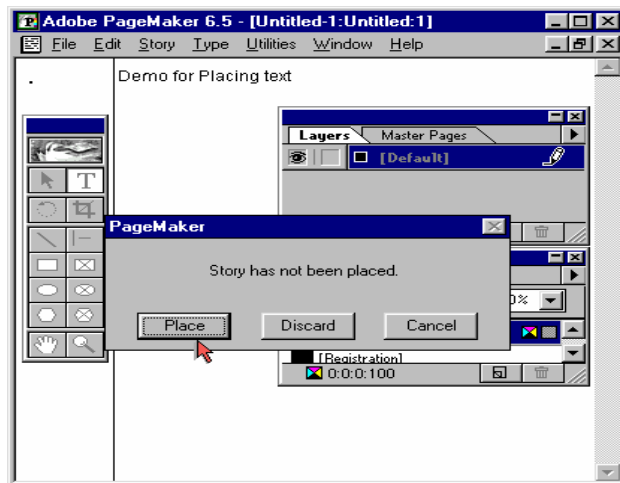 Adobe PageMaker 6.5 - [Untitled-1:Untitled:1]
File Edit Story Type Utilities Window Help
. Demo for Placing text
Layers Master Pages
[Default]
T
PageMaker
Story has not been placed.
%
Place Discard Cancel
[Registration]
0:0:0:100